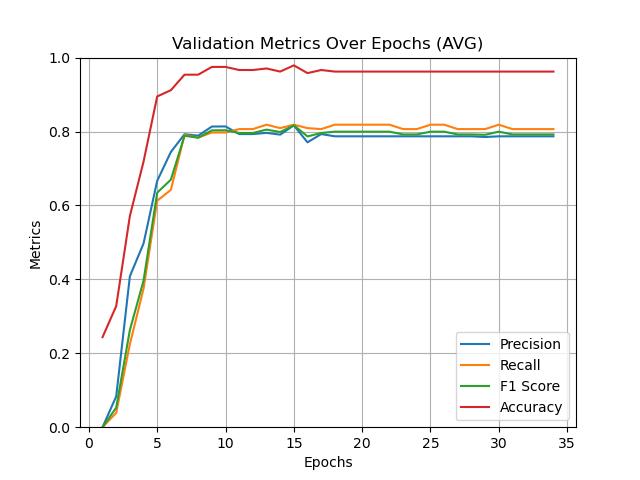 Validation Metrics Over Epochs (AVG)
1.0
0.8
0.6
0.4
0.2
0.0
Metrics
0 5 10 15 20 25 30 35
Epochs
Precision
Recall
F1 Score
Accuracy